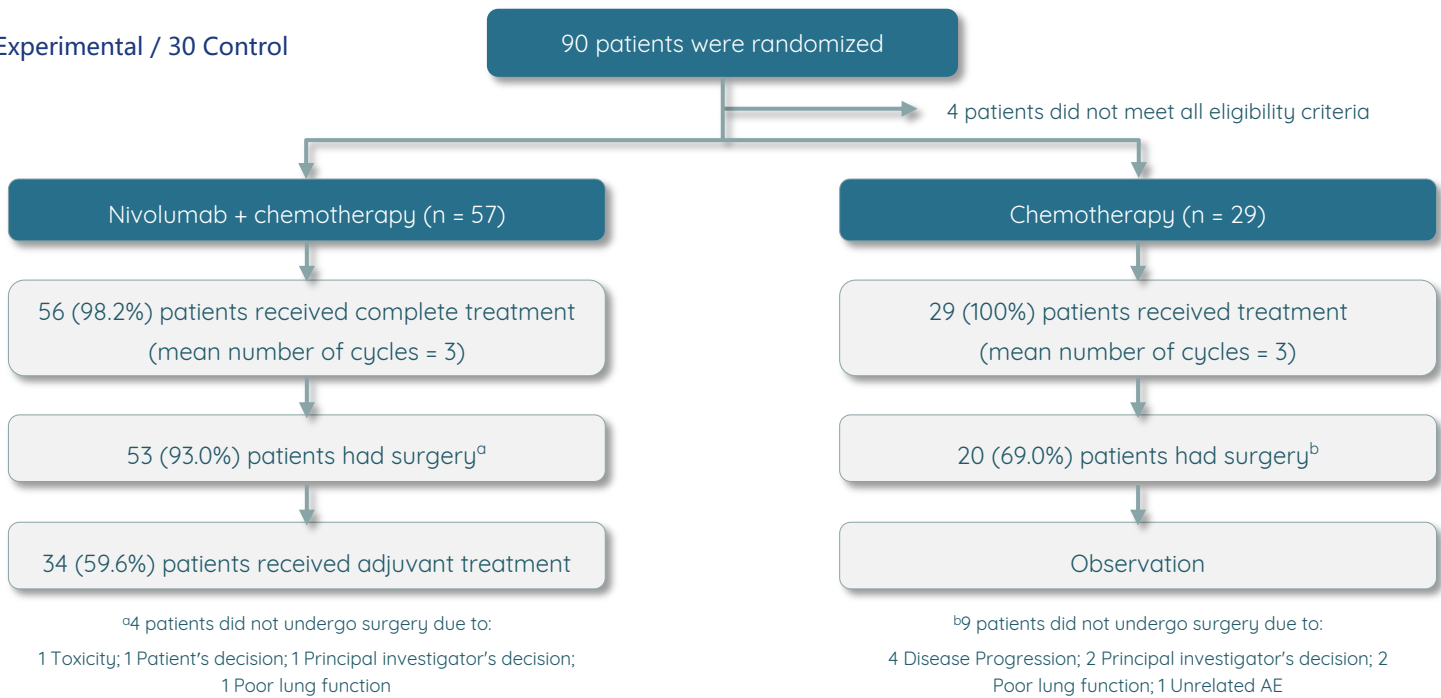 Experimental / 30 Control
90 patients were randomized
4 patients did not meet all eligibility criteria
Nivolumab + chemotherapy (n = 57)
Chemotherapy (n = 29)
56 (98.2%) patients received complete treatment
(mean number of cycles = 3)
29 (100%) patients received treatment
(mean number of cycles = 3)
53 (93.0%) patients had surgeryᵃ
20 (69.0%) patients had surgeryᵇ
34 (59.6%) patients received adjuvant treatment
Observation
ᵃ4 patients did not undergo surgery due to:
1 Toxicity; 1 Patient's decision; 1 Principal investigator's decision;
1 Poor lung function
ᵇ9 patients did not undergo surgery due to:
4 Disease Progression; 2 Principal investigator's decision; 2
Poor lung function; 1 Unrelated AE